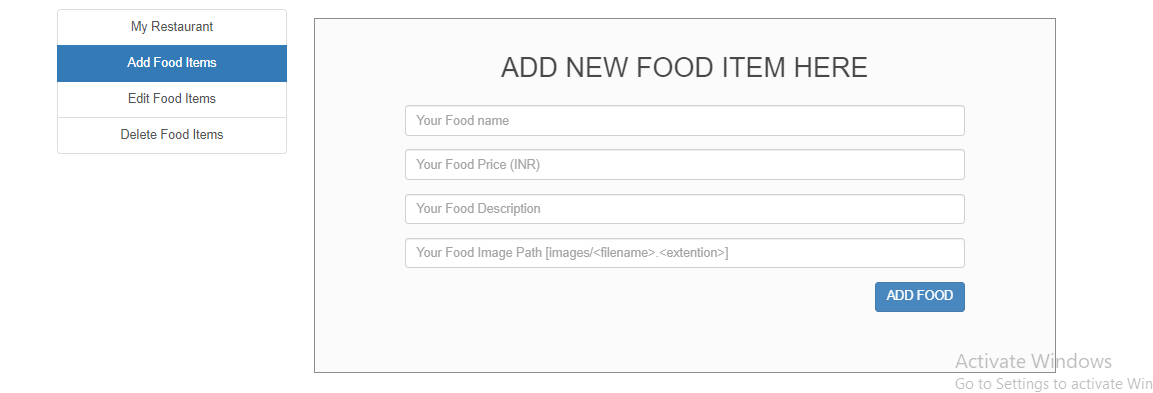 My Restaurant
Add Food Items
Edit Food Items
Delete Food Items
ADD NEW FOOD ITEM HERE
Your Food name
Your Food Price (INR)
Your Food Description
Your Food Image Path [images/<filename>.<extention>]
ADD FOOD
Activate Windows
Go to Settings to activate Win